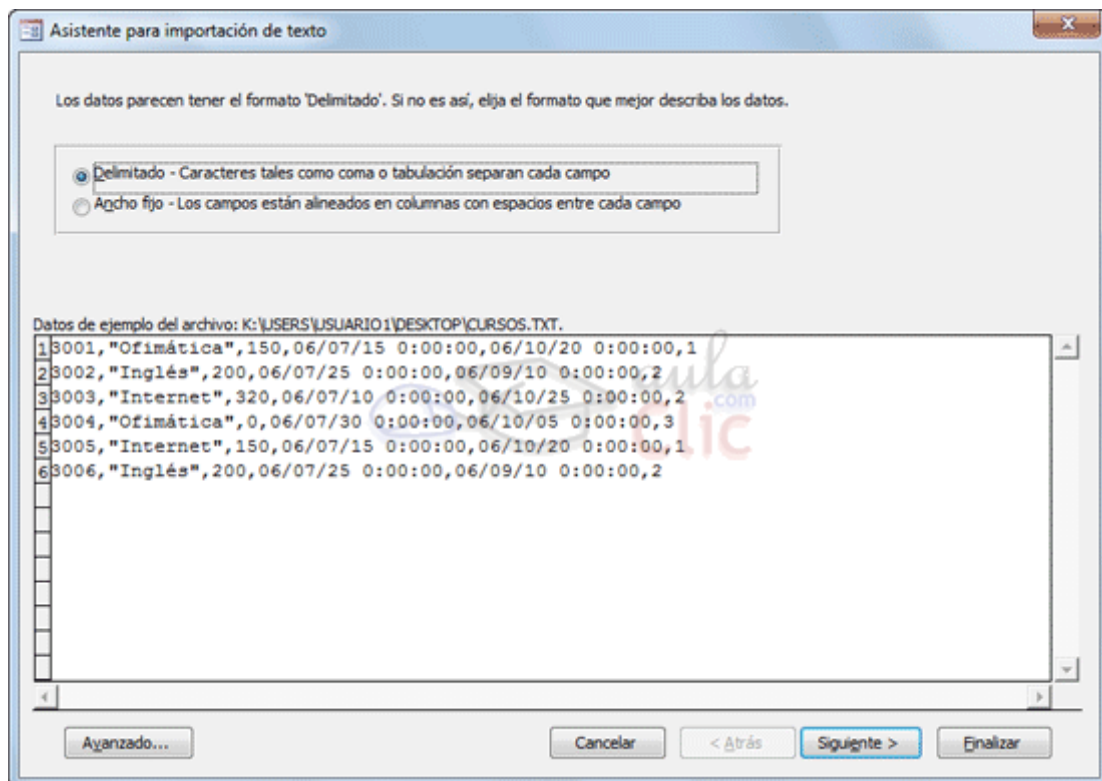 Asistente para importación de texto
Los datos parecen tener el formato 'Delimitado'. Si no es así, elija el formato que mejor describa los datos.
Delimitado - Caracteres tales como coma o tabulación separan cada campo
Ancho fijo - Los campos están alineados en columnas con espacios entre cada campo
Datos de ejemplo del archivo: K:\USERS\USUARIO1\DESKTOP\CURSOS.TXT.
1 3001,"Ofimática",150,06/07/15 0:00:00,06/10/20 0:00:00,1
2 3002,"Inglés",200,06/07/25 0:00:00,06/09/10 0:00:00,2
3 3003,"Internet",320,06/07/10 0:00:00,06/10/25 0:00:00,2
4 3004,"Ofimática",0,06/07/30 0:00:00,06/10/05 0:00:00,3
5 3005,"Internet",150,06/07/15 0:00:00,06/10/20 0:00:00,1
6 3006,"Inglés",200,06/07/25 0:00:00,06/09/10 0:00:00,2
aula
.com
Clic
Avanzado... Cancelar < Atrás Siguiente > Finalizar